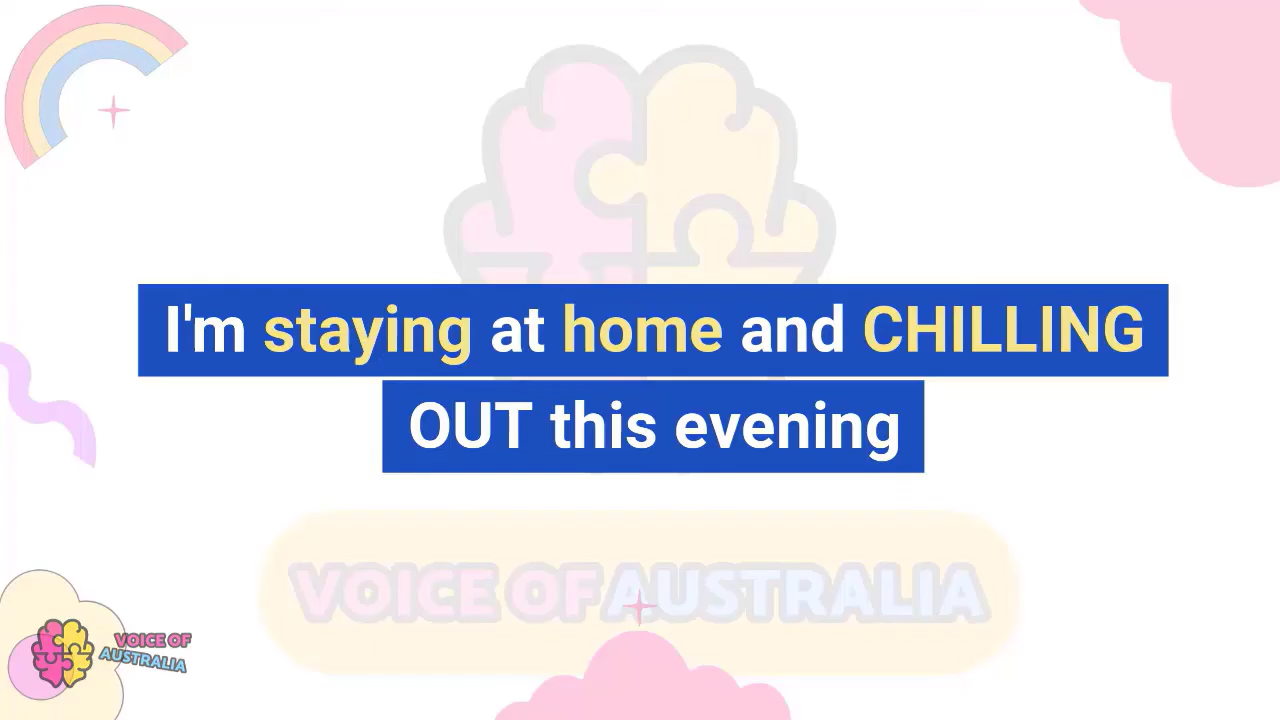 I'm staying at home and CHILLING
OUT this evening
VOICE OF AUSTRALIA
VOICE OF
AUSTRALIA